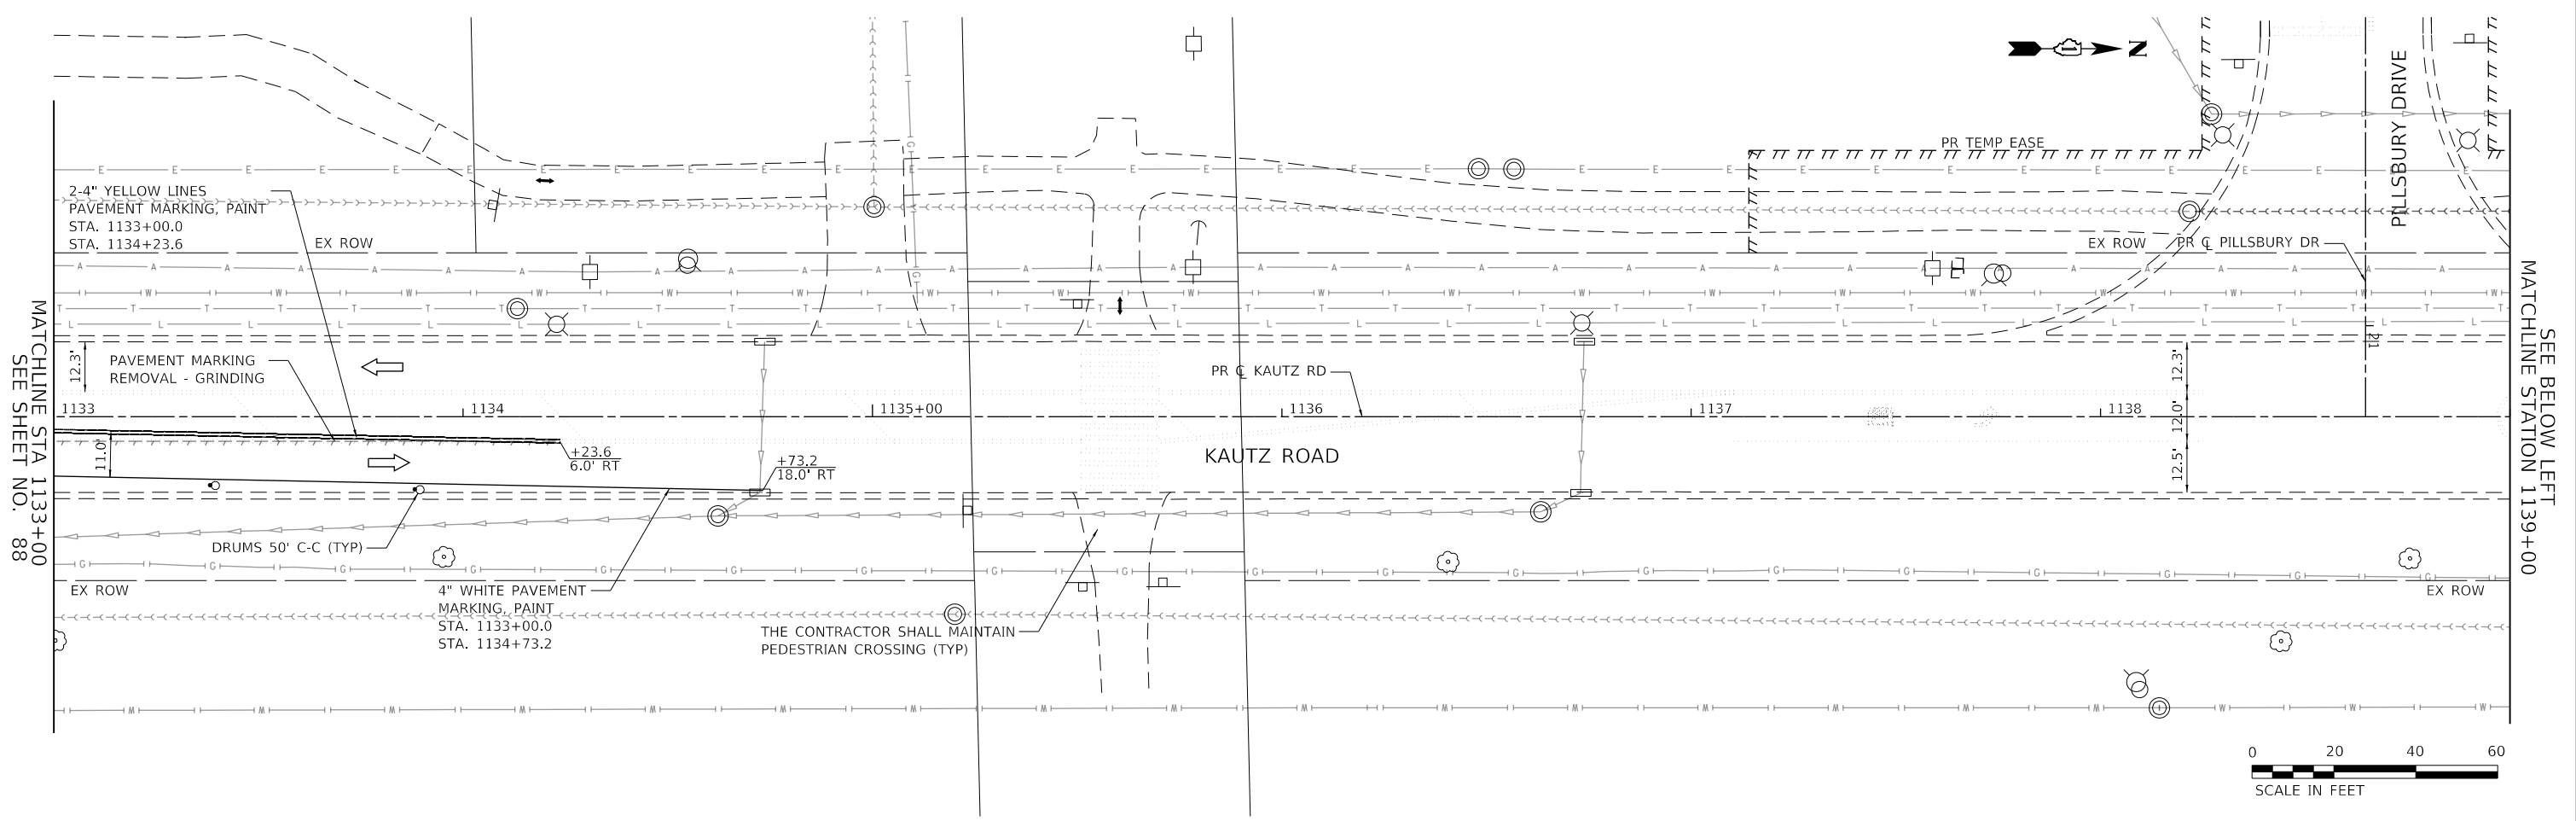 N
PILLSBURY DRIVE
PR TEMP EASE
2-4" YELLOW LINES
PAVEMENT MARKING, PAINT
STA. 1133+00.0
STA. 1134+23.6
EX ROW
EX ROW
PR ℄ PILLSBURY DR
MATCHLINE STA 1133+00
SEE SHEET NO. 88
SEE BELOW LEFT
MATCHLINE STATION 1139+00
12.3'
PAVEMENT MARKING
REMOVAL - GRINDING
PR ℄ KAUTZ RD
21
12.3'
12.0'
12.5'
1133
1134
1135+00
1136
1137
1138
11.0'
+23.6
6.0' RT
+73.2
18.0' RT
KAUTZ ROAD
DRUMS 50' C-C (TYP)
EX ROW
4" WHITE PAVEMENT
MARKING, PAINT
STA. 1133+00.0
STA. 1134+73.2
THE CONTRACTOR SHALL MAINTAIN
PEDESTRIAN CROSSING (TYP)
EX ROW
0 20 40 60
SCALE IN FEET